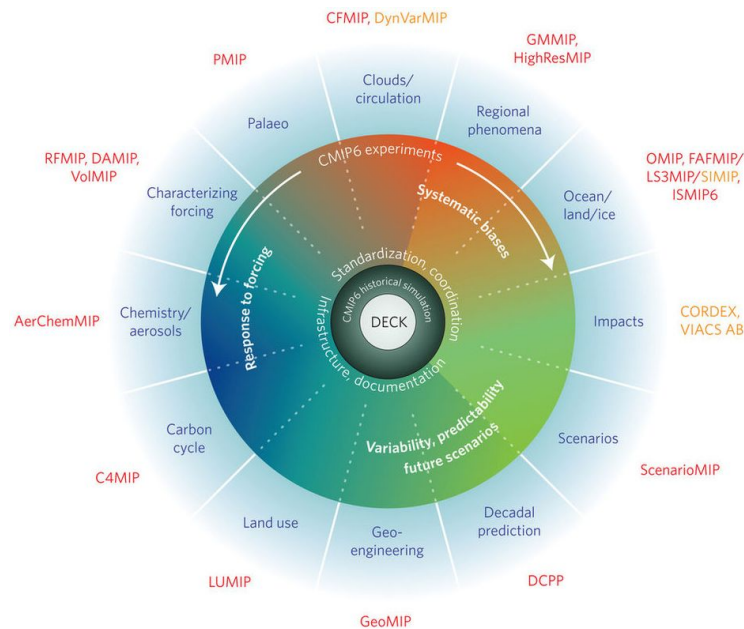 CFMIP, DynVarMIP
GMMIP,
HighResMIP
PMIP
Clouds/
circulation
Regional
phenomena
Palaeo
RFMIP, DAMIP,
VolMIP
OMIP, FAFMIP/
LS3MIP/SIMIP,
ISMIP6
CMIP6 experiments
Characterizing
forcing
Systematic biases
Ocean/
land/ice
Standardization, coordination
Response to forcing
CMIP6 historical simulation
DECK
AerChemMIP
Chemistry/
aerosols
Impacts
CORDEX,
VIACS AB
Infrastructure, documentation
Variability, predictability
future scenarios
Carbon
cycle
Scenarios
C4MIP
ScenarioMIP
Land use
Geo-
engineering
Decadal
prediction
LUMIP
DCPP
GeoMIP